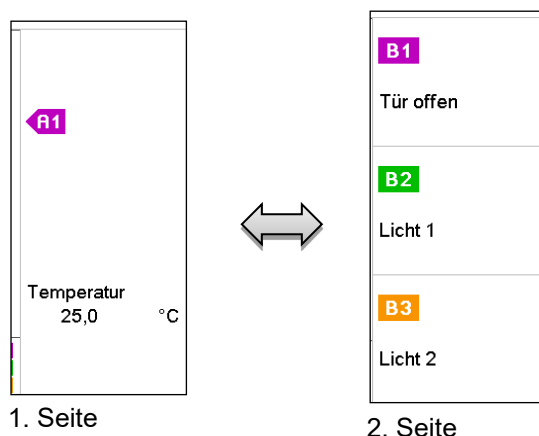 A1
Temperatur
25,0 °C
1. Seite
B1
Tür offen
B2
Licht 1
B3
Licht 2
2. Seite